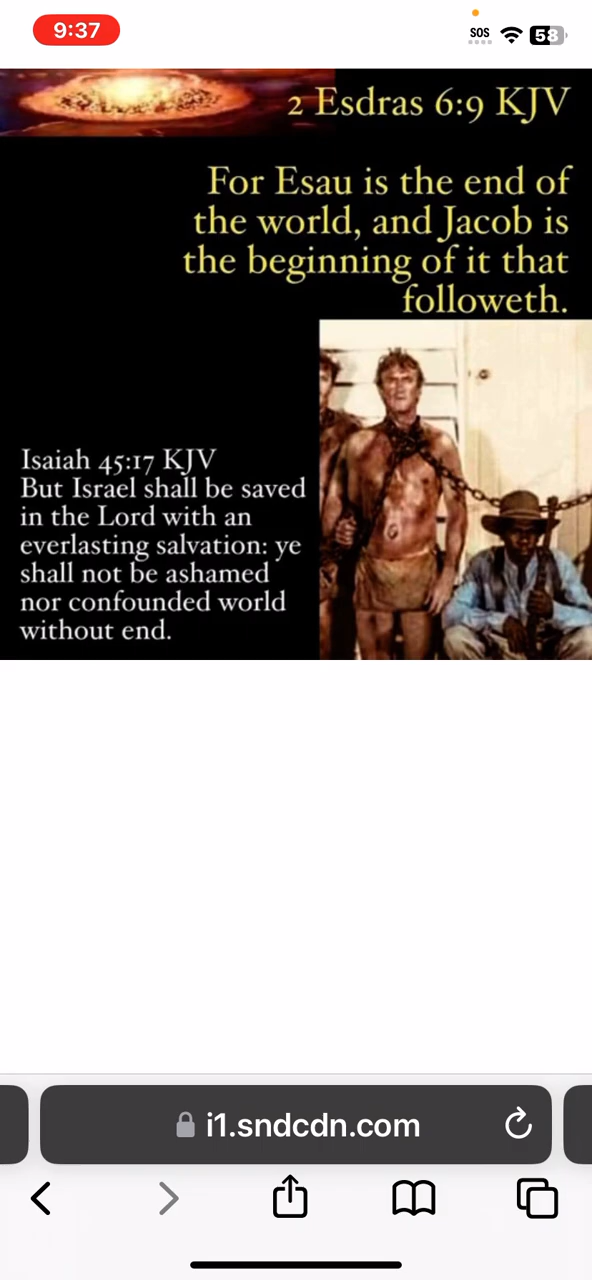 9:37
SOS
58
2 Esdras 6:9 KJV
For Esau is the end of
the world, and Jacob is
the beginning of it that
followeth.
Isaiah 45:17 KJV
But Israel shall be saved
in the Lord with an
everlasting salvation: ye
shall not be ashamed
nor confounded world
without end.
i1.sndcdn.com